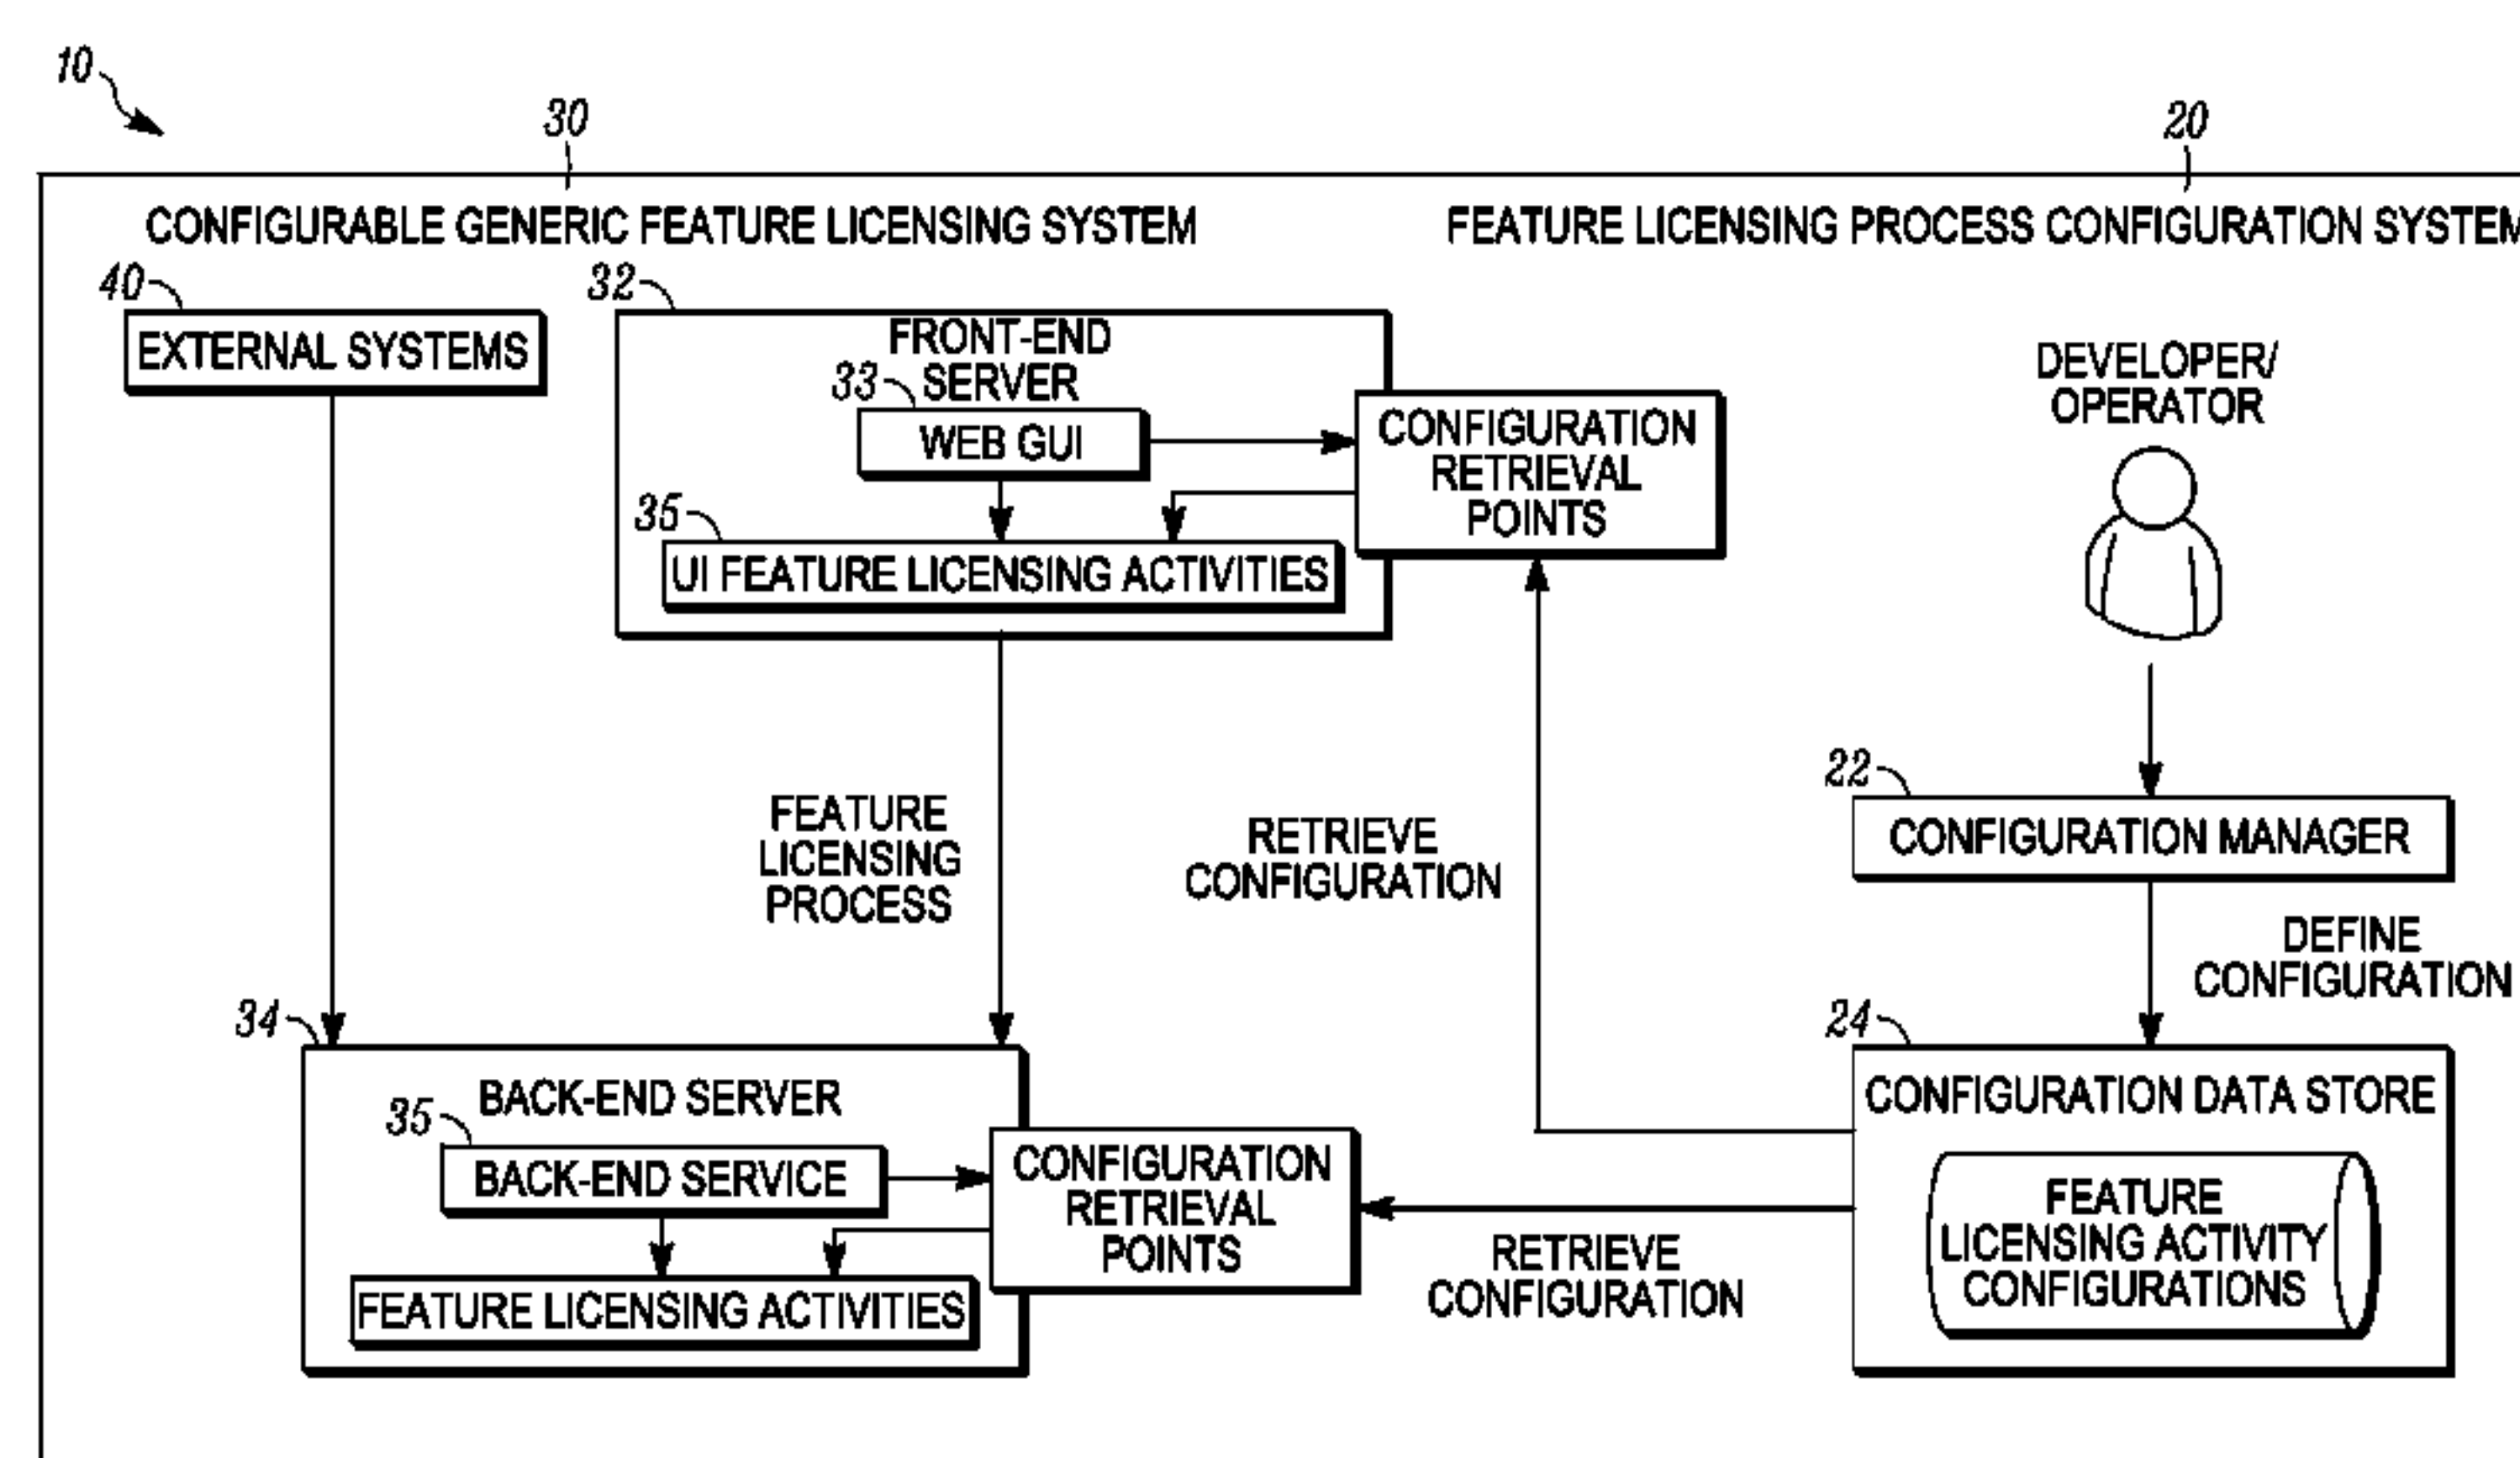 10
30
20
CONFIGURABLE GENERIC FEATURE LICENSING SYSTEM
FEATURE LICENSING PROCESS CONFIGURATION SYSTEM
40
EXTERNAL SYSTEMS
32
FRONT-END
SERVER
33
WEB GUI
CONFIGURATION
RETRIEVAL
POINTS
35
UI FEATURE LICENSING ACTIVITIES
DEVELOPER/
OPERATOR
22
CONFIGURATION MANAGER
FEATURE
LICENSING
PROCESS
RETRIEVE
CONFIGURATION
DEFINE
CONFIGURATION
34
BACK-END SERVER
35
BACK-END SERVICE
CONFIGURATION
RETRIEVAL
POINTS
FEATURE LICENSING ACTIVITIES
RETRIEVE
CONFIGURATION
24
CONFIGURATION DATA STORE
FEATURE
LICENSING ACTIVITY
CONFIGURATIONS